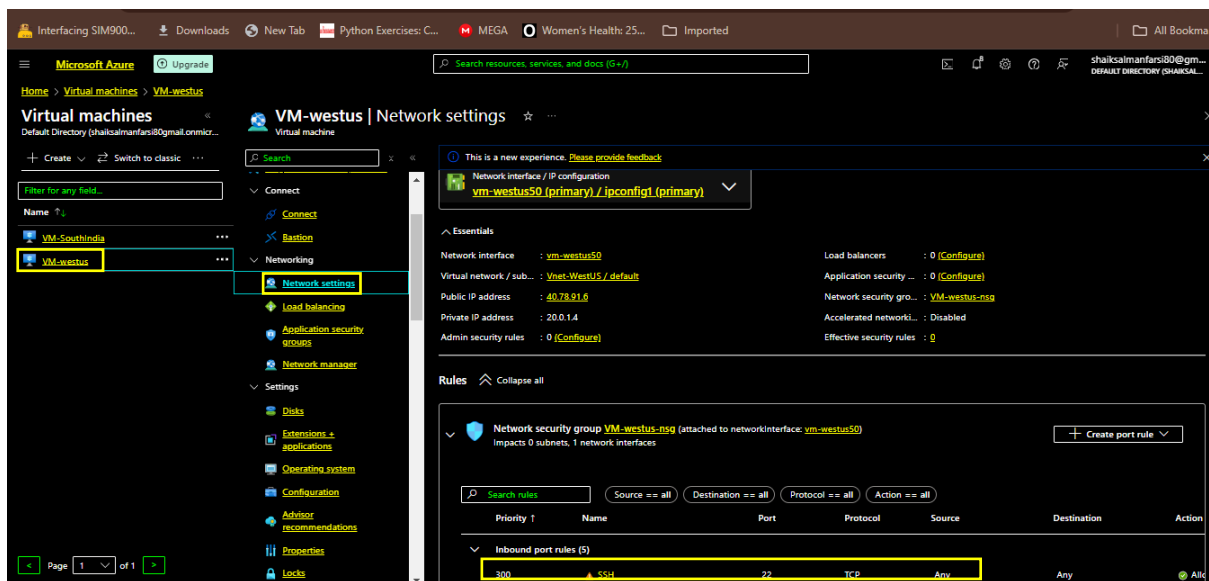 Interfacing SIM900... Downloads New Tab Python Exercises: C... MEGA Women's Health: 25... Imported All Bookma
Microsoft Azure Upgrade Search resources, services, and docs (G+/) shaiksalmanfarsi80@gm...
DEFAULT DIRECTORY (SHAIKSAL...
Home > Virtual machines > VM-westus
Virtual machines «
Default Directory (shaiksalmanfarsi80gmail.onmicr...
+ Create Switch to classic ...
Filter for any field...
Name ↑↓
VM-SouthIndia ...
VM-westus ...
< Page 1 of 1 >
VM-westus | Network settings ☆ ...
Virtual machine
Search x «
Connect
Connect
Bastion
Networking
Network settings
Load balancing
Application security
groups
Network manager
Settings
Disks
Extensions +
applications
Operating system
Configuration
Advisor
recommendations
Properties
Locks
This is a new experience. Please provide feedback
Network interface / IP
configuration
vm-westus50 (primary) / ipconfig1 (primary)
Essentials
Network interface : vm-westus50 Load balancers : 0 (Configure)
Virtual network / sub... : Vnet-WestUS / default Application security ... : 0 (Configure)
Public IP address : 40.78.91.6 Network security gro... : VM-westus-nsg
Private IP address : 20.0.1.4 Accelerated networki... : Disabled
Admin security rules : 0 (Configure) Effective security rules : 0
Rules Collapse all
Network security group VM-westus-nsg (attached to networkInterface: vm-westus50)
Impacts 0 subnets, 1 network interfaces
+ Create port rule
Search rules Source == all Destination == all Protocol == all Action == all
Priority ↑ Name Port Protocol Source Destination Action
Inbound port rules (5)
300 SSH 22 TCP Any Any Allo